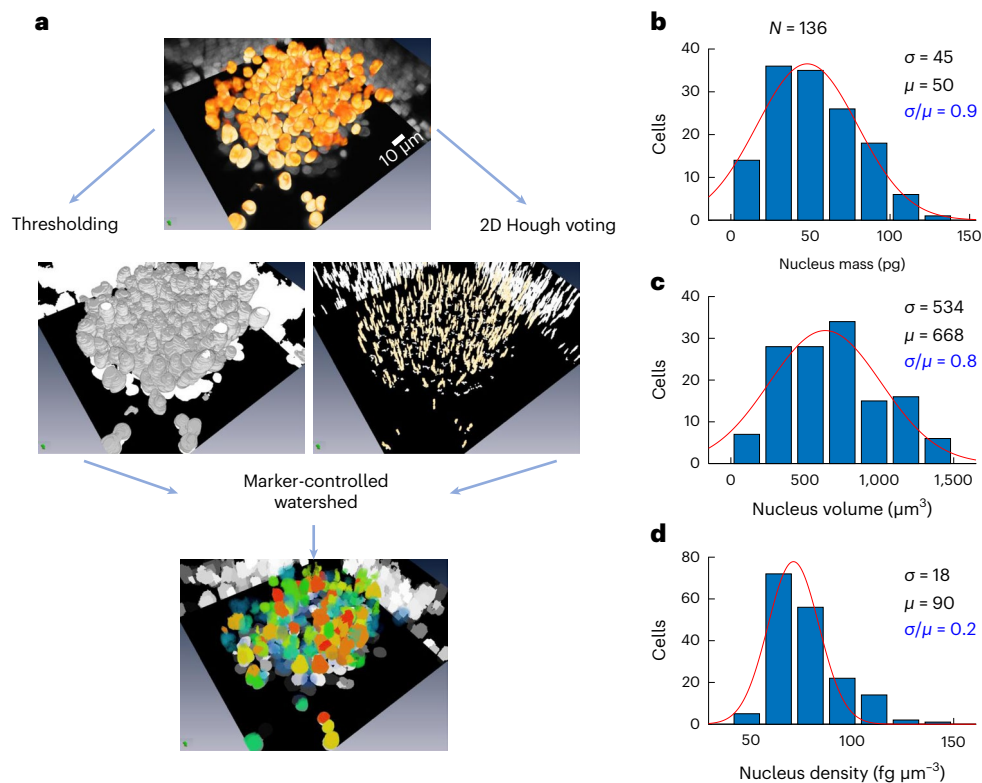 a
10 µm
Thresholding
2D Hough voting
Marker-controlled
watershed
b
N = 136
σ = 45
µ = 50
σ/µ = 0.9
40
30
20
10
0
Cells
0 50 100 150
Nucleus mass (pg)
c
σ = 534
µ = 668
σ/µ = 0.8
40
30
20
10
0
Cells
0 500 1,000 1,500
Nucleus volume (µm³)
d
σ = 18
µ = 90
σ/µ = 0.2
80
60
40
20
0
Cells
50 100 150
Nucleus density (fg µm⁻³)